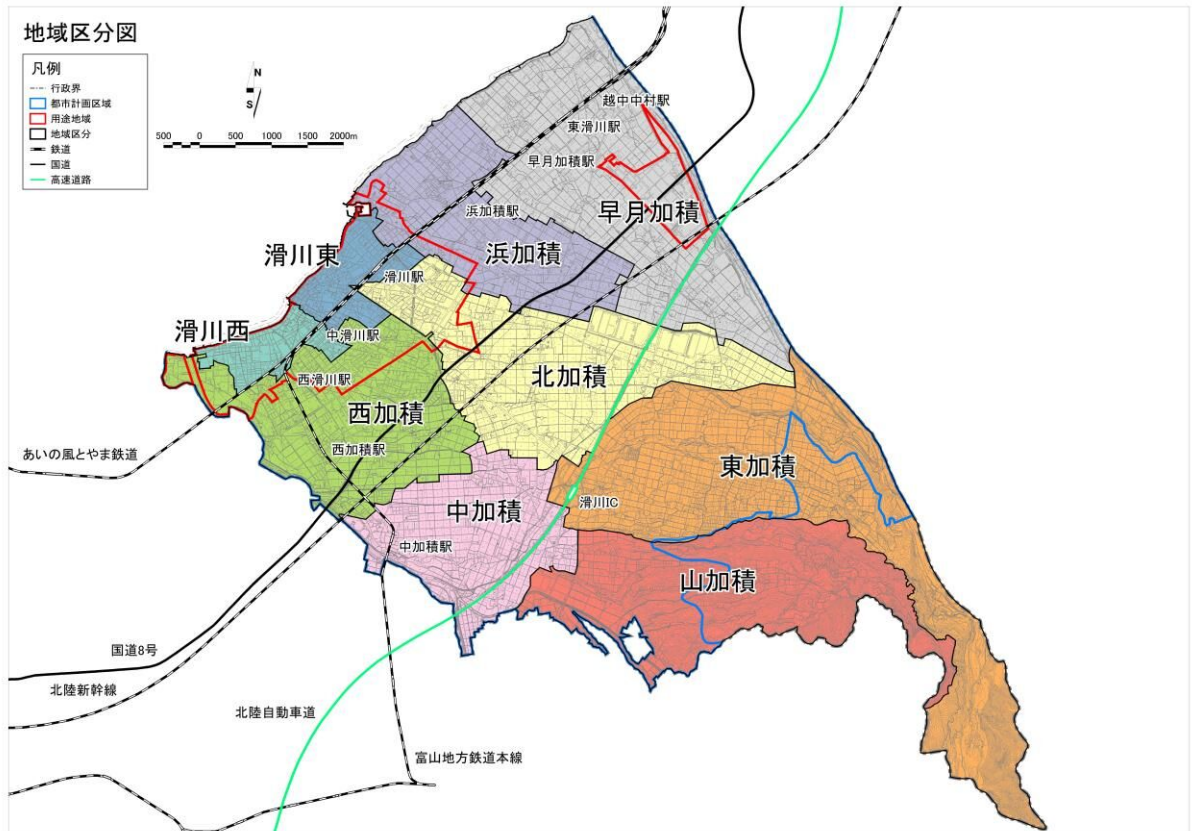 地域区分図
凡例
行政界
都市計画区域
用途地域
地域区分
鉄道
国道
高速道路
N
S
500 0 500 1000 1500 2000m
越中中村駅
東滑川駅
早月加積駅
早月加積
浜加積駅
浜加積
滑川東
滑川駅
滑川西
中滑川駅
西滑川駅
北加積
西加積
西加積駅
あいの風とやま鉄道
東加積
滑川IC
中加積
中加積駅
山加積
国道8号
北陸新幹線
北陸自動車道
富山地方鉄道本線